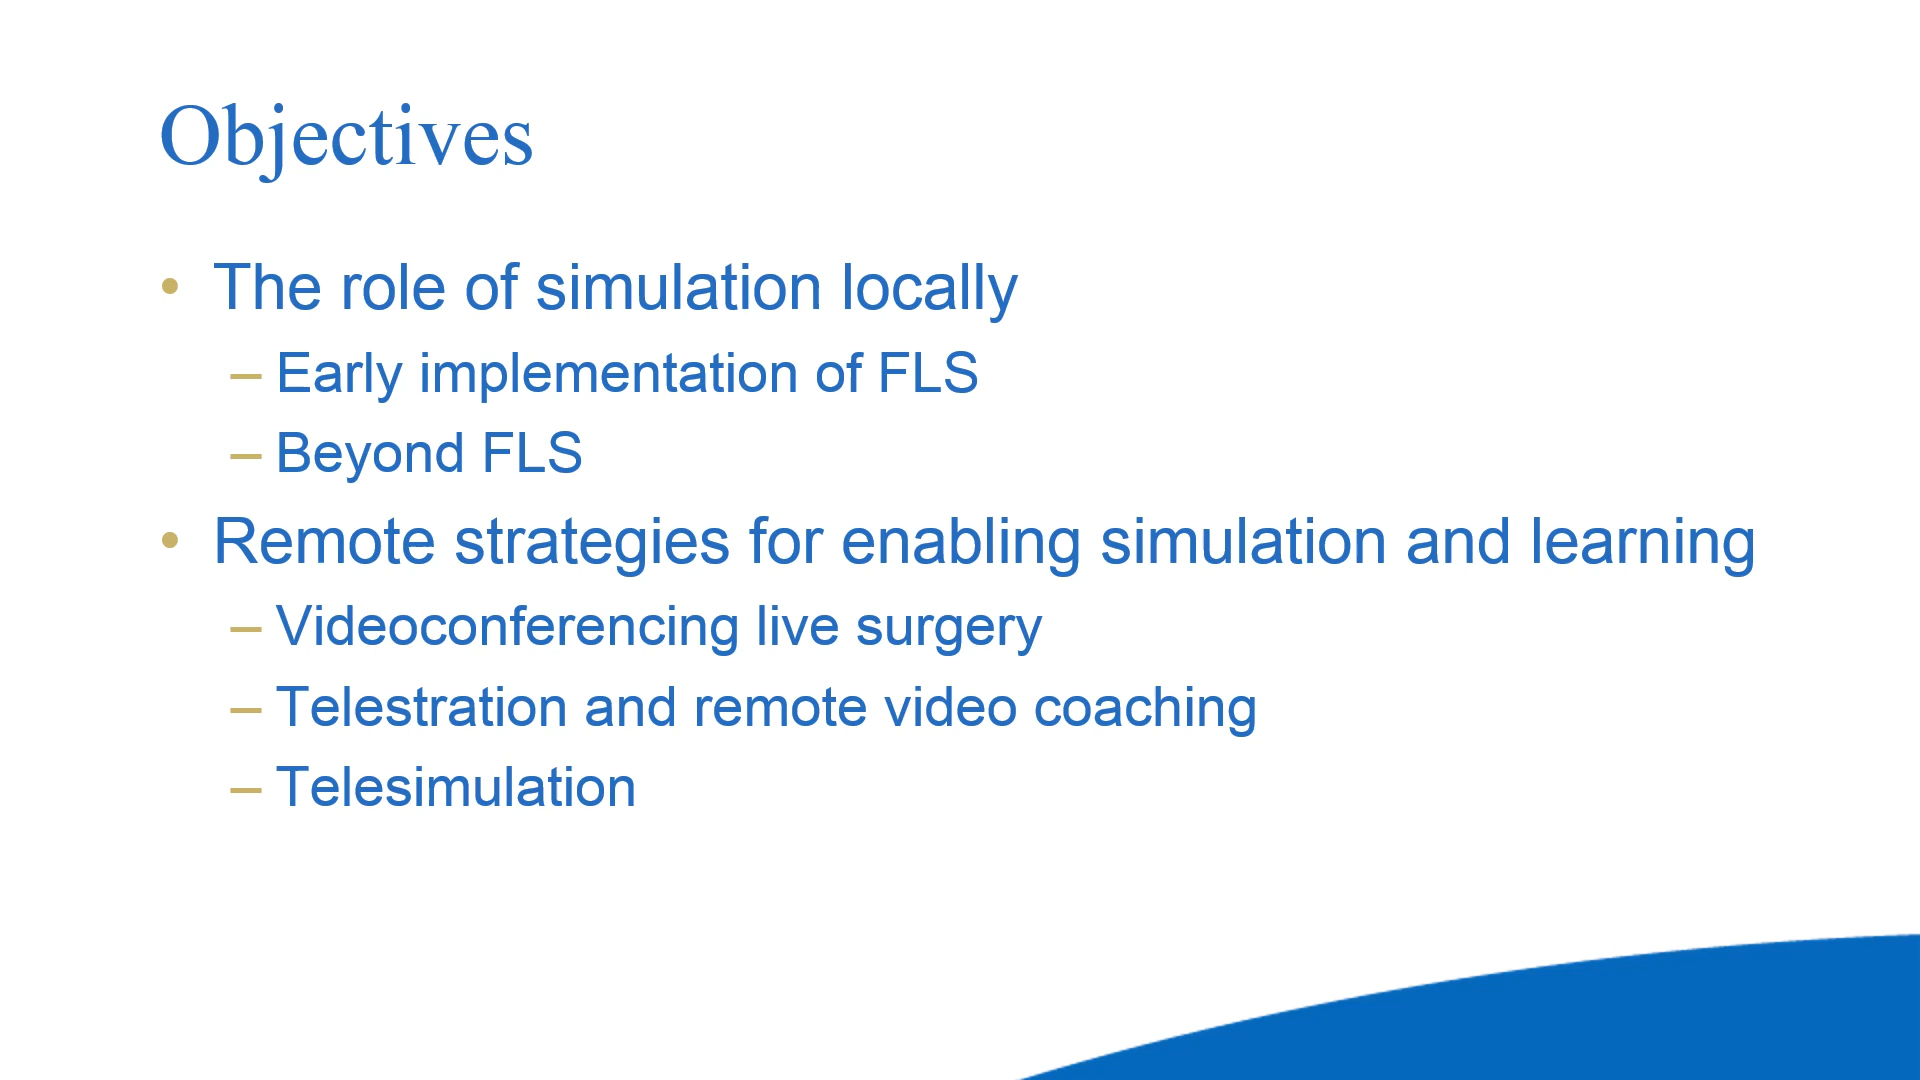 Objectives
• The role of simulation locally
– Early implementation of FLS
– Beyond FLS
• Remote strategies for enabling simulation and learning
– Videoconferencing live surgery
– Telestration and remote video coaching
– Telesimulation